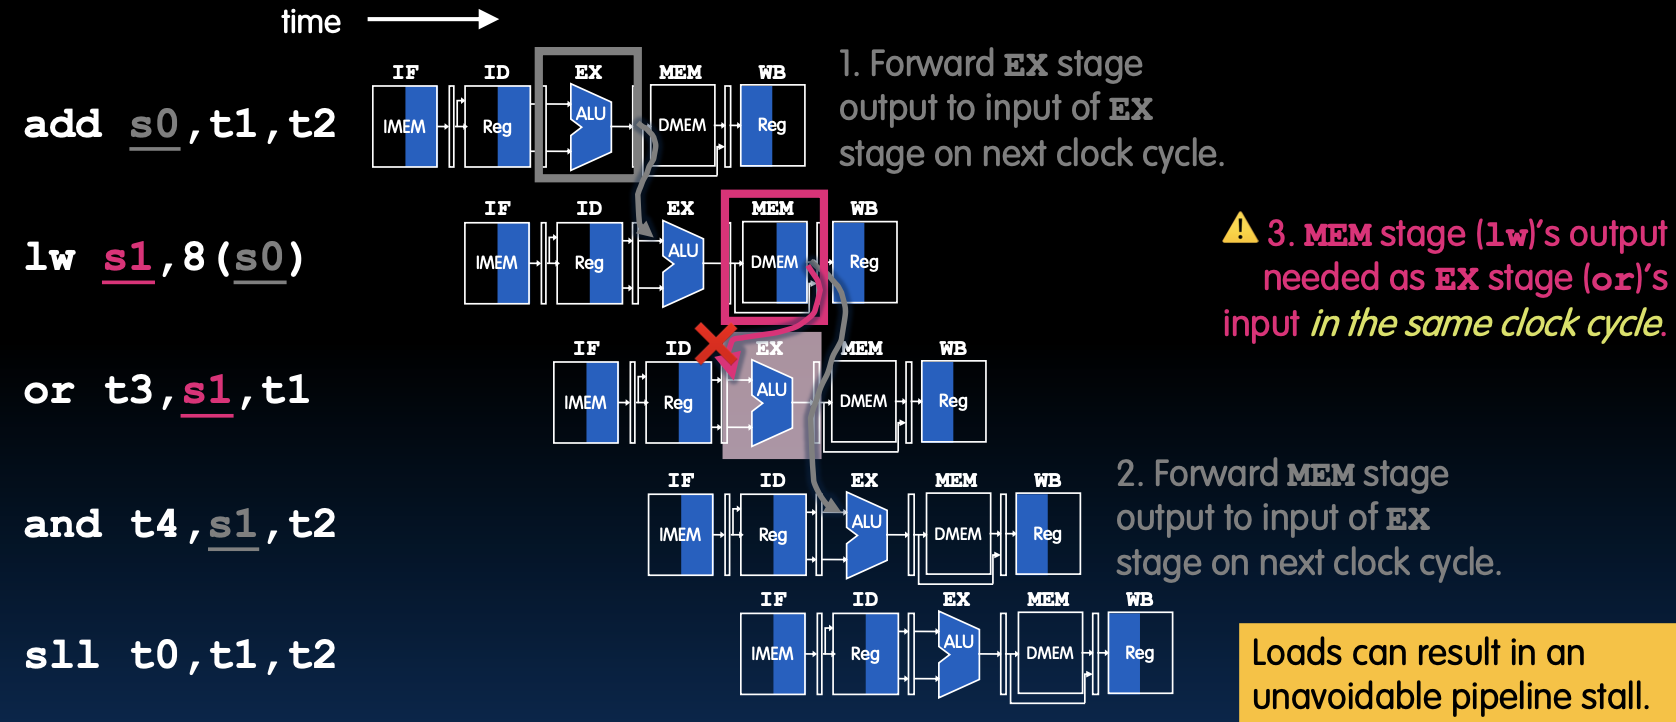 time
IF ID EX MEM WB
add s0,t1,t2
IMEM Reg ALU DMEM Reg
1. Forward EX stage
output to input of EX
stage on next clock cycle.
IF ID EX MEM WB
lw s1,8(s0)
IMEM Reg ALU DMEM Reg
3. MEM stage (lw)'s output
needed as EX stage (or)'s
input in the same clock cycle.
IF ID EX MEM WB
or t3,s1,t1
IMEM Reg ALU DMEM Reg
IF ID EX MEM WB
and t4,s1,t2
IMEM Reg ALU DMEM Reg
2. Forward MEM stage
output to input of EX
stage on next clock cycle.
IF ID EX MEM WB
sll t0,t1,t2
IMEM Reg ALU DMEM Reg
Loads can result in an
unavoidable pipeline stall.